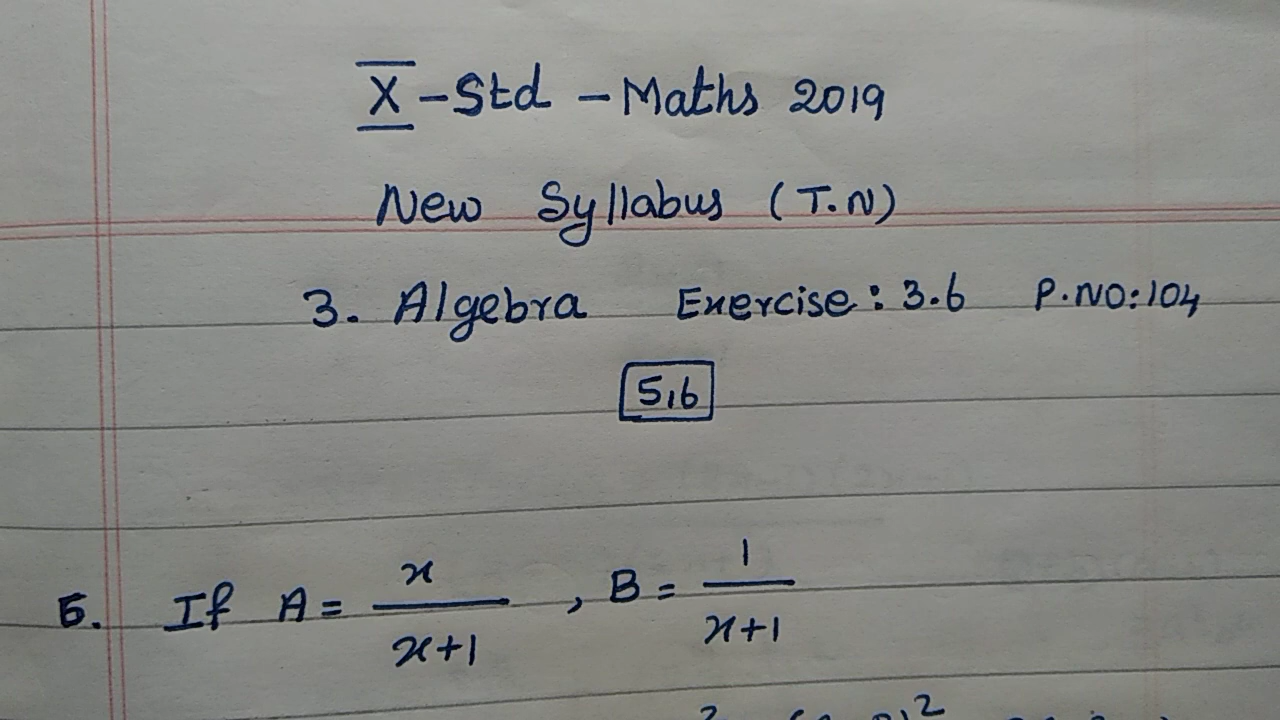 X - Std - Maths 2019
New Syllabus (T.N)
3. Algebra Exercise: 3.6 P.NO:104
5,6
5. If A = x/(x+1) , B = 1/(x+1)